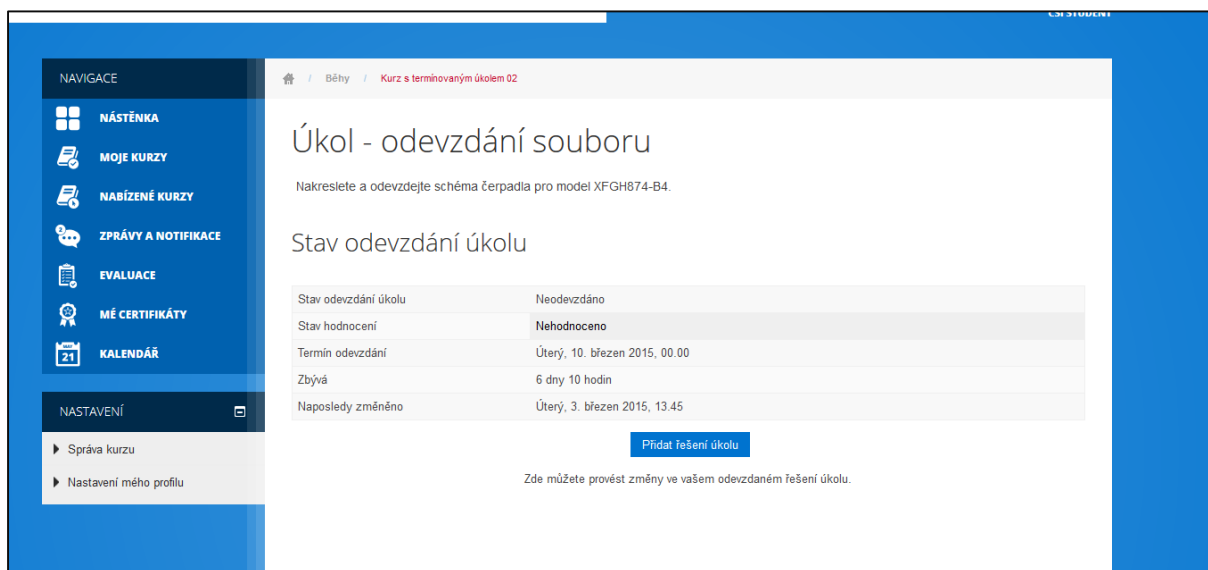 ČSI STUDENT
NAVIGACE
NÁSTĚNKA
MOJE KURZY
NABÍZENÉ KURZY
2
ZPRÁVY A NOTIFIKACE
EVALUACE
MÉ CERTIFIKÁTY
MAY
21
KALENDÁŘ
NASTAVENÍ
Správa kurzu
Nastavení mého profilu
/ Běhy / Kurz s termínovaným úkolem 02
Úkol - odevzdání souboru
Nakreslete a odevzdejte schéma čerpadla pro model XFGH874-B4.
Stav odevzdání úkolu
Stav odevzdání úkolu Neodevzdáno
Stav hodnocení Nehodnoceno
Termín odevzdání Úterý, 10. březen 2015, 00.00
Zbývá 6 dny 10 hodin
Naposledy změněno Úterý, 3. březen 2015, 13.45
Přidat řešení úkolu
Zde můžete provést změny ve vašem odevzdaném řešení úkolu.